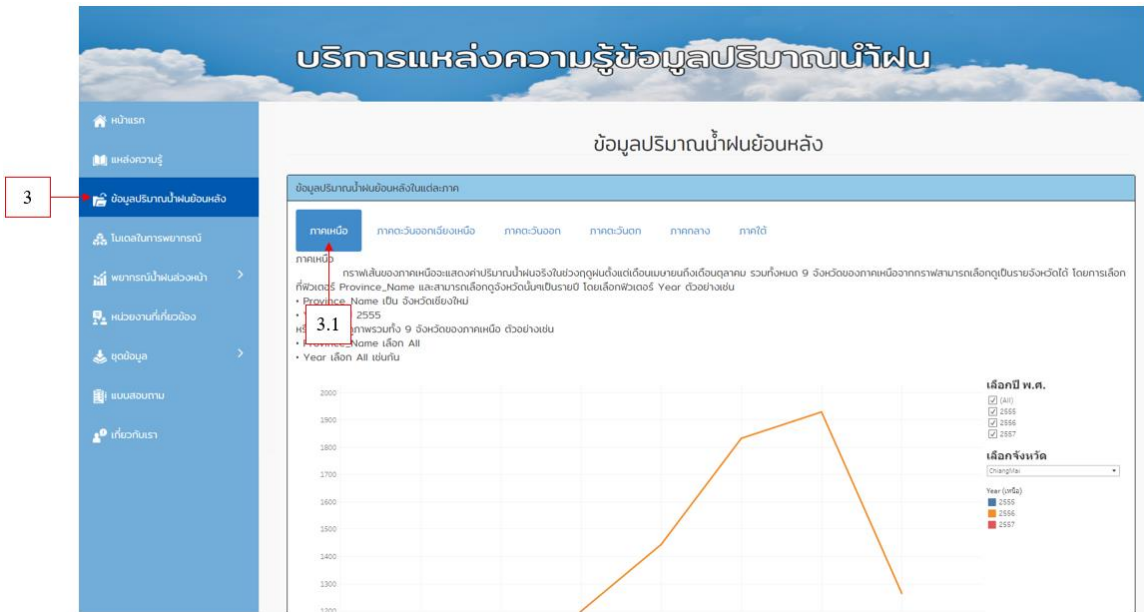 บริการแหล่งความรู้ข้อมูลปริมาณน้ำฝน
หน้าแรก
แหล่งความรู้
3
ข้อมูลปริมาณน้ำฝนย้อนหลัง
โมเดลในการพยากรณ์
พยากรณ์น้ำฝนล่วงหน้า
หน่วยงานที่เกี่ยวข้อง
ชุดข้อมูล
แบบสอบถาม
เกี่ยวกับเรา
ข้อมูลปริมาณน้ำฝนย้อนหลัง
ข้อมูลปริมาณน้ำฝนย้อนหลังในแต่ละภาค
ภาคเหนือ ภาคตะวันออกเฉียงเหนือ ภาคตะวันออก ภาคตะวันตก ภาคกลาง ภาคใต้
ภาคเหนือ
กราฟเส้นของภาคเหนือจะแสดงค่าปริมาณน้ำฝนจริงในช่วงฤดูฝนตั้งแต่เดือนเมษายนถึงเดือนตุลาคม รวมทั้งหมด 9 จังหวัดของภาคเหนือจากกราฟสามารถเลือกดูเป็นรายจังหวัดได้ โดยการเลือก
ที่ฟิวเตอร์ Province_Name และสามารถเลือกดูจังหวัดนั้นๆเป็นรายปี โดยเลือกฟิวเตอร์ Year ตัวอย่างเช่น
• Province_Name เป็น จังหวัดเชียงใหม่
• 2555
3.1
ภาพรวมทั้ง 9 จังหวัดของภาคเหนือ ตัวอย่างเช่น
• Province_Name เลือก All
• Year เลือก All เช่นกัน
2000
1900
1800
1700
1600
1500
1400
1300
1200
เลือกปี พ.ศ.
(All)
2555
2556
2557
เลือกจังหวัด
ChiangMai
Year (เหนือ)
2555
2556
2557